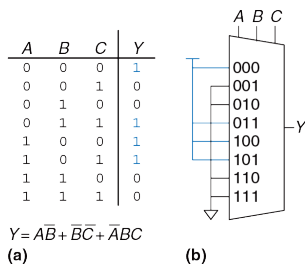 A B C Y
0 0 0 1
0 0 1 0
0 1 0 0
0 1 1 1
1 0 0 1
1 0 1 1
1 1 0 0
1 1 1 0
Y = AB̅ + B̅C̅ + A̅BC
(a)
A B C
000
001
010
011
100
101
110
111
Y
(b)